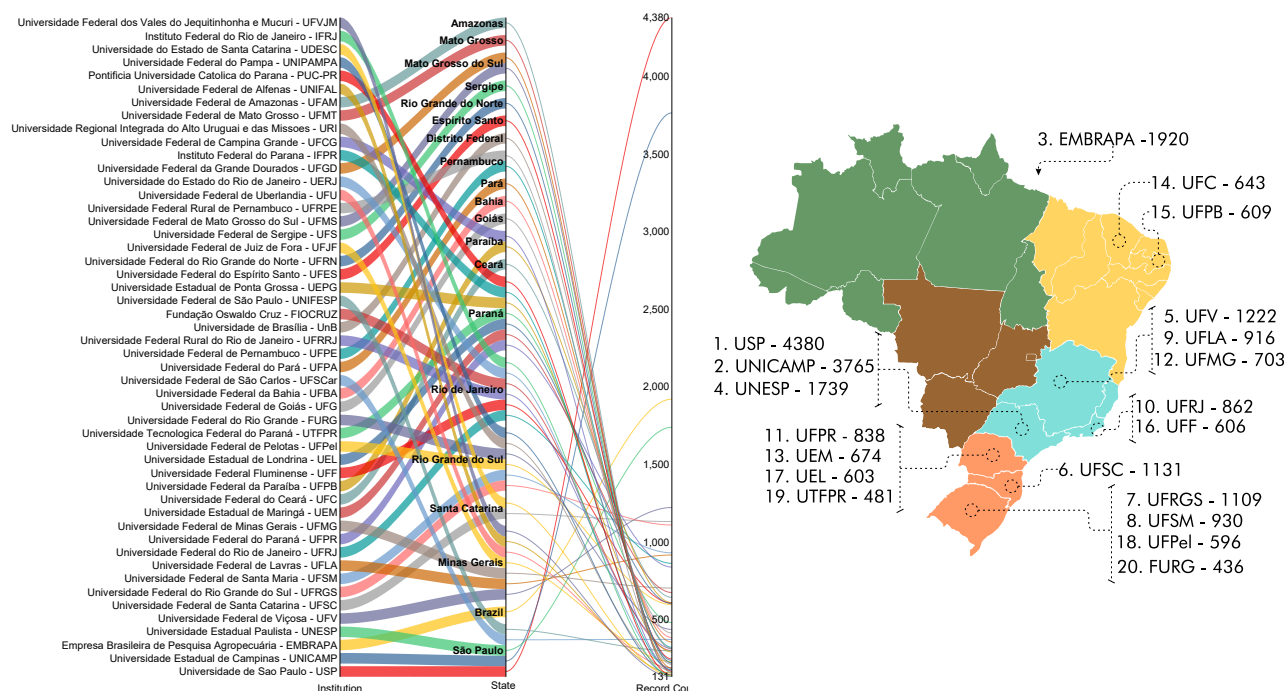 Universidade Federal dos Vales do Jequitinhonha e Mucuri - UFVJM
Instituto Federal do Rio de Janeiro - IFRJ
Universidade do Estado de Santa Catarina - UDESC
Universidade Federal do Pampa - UNIPAMPA
Pontificia Universidade Catolica do Parana - PUC-PR
Universidade Federal de Alfenas - UNIFAL
Universidade Federal de Amazonas - UFAM
Universidade Federal de Mato Grosso - UFMT
Universidade Regional Integrada do Alto Uruguai e das Missoes - URI
Universidade Federal de Campina Grande - UFCG
Instituto Federal do Parana - IFPR
Universidade Federal da Grande Dourados - UFGD
Universidade do Estado do Rio de Janeiro - UERJ
Universidade Federal de Uberlandia - UFU
Universidade Federal Rural de Pernambuco - UFRPE
Universidade Federal de Mato Grosso do Sul - UFMS
Universidade Federal de Sergipe - UFS
Universidade Federal de Juiz de Fora - UFJF
Universidade Federal do Rio Grande do Norte - UFRN
Universidade Federal do Espírito Santo - UFES
Universidade Estadual de Ponta Grossa - UEPG
Universidade Federal de São Paulo - UNIFESP
Fundação Oswaldo Cruz - FIOCRUZ
Universidade de Brasília - UnB
Universidade Federal Rural do Rio de Janeiro - UFRRJ
Universidade Federal de Pernambuco - UFPE
Universidade Federal do Pará - UFPA
Universidade Federal de São Carlos - UFSCar
Universidade Federal da Bahia - UFBA
Universidade Federal de Goiás - UFG
Universidade Federal do Rio Grande - FURG
Universidade Tecnologica Federal do Paraná - UTFPR
Universidade Federal de Pelotas - UFPel
Universidade Estadual de Londrina - UEL
Universidade Federal Fluminense - UFF
Universidade Federal da Paraíba - UFPB
Universidade Federal do Ceará - UFC
Universidade Estadual de Maringá - UEM
Universidade Federal de Minas Gerais - UFMG
Universidade Federal do Paraná - UFPR
Universidade Federal do Rio de Janeiro - UFRJ
Universidade Federal de Lavras - UFLA
Universidade Federal de Santa Maria - UFSM
Universidade Federal do Rio Grande do Sul - UFRGS
Universidade Federal de Santa Catarina - UFSC
Universidade Federal de Viçosa - UFV
Universidade Estadual Paulista - UNESP
Empresa Brasileira de Pesquisa Agropecuária - EMBRAPA
Universidade Estadual de Campinas - UNICAMP
Universidade de Sao Paulo - USP
Institution
Amazonas
Mato Grosso
Mato Grosso do Sul
Sergipe
Rio Grande do Norte
Espírito Santo
Distrito Federal
Pernambuco
Pará
Bahia
Goiás
Paraíba
Ceará
Paraná
Rio de Janeiro
Rio Grande do Sul
Santa Catarina
Minas Gerais
Brazil
São Paulo
State
4,380
4,000
3,500
3,000
2,500
2,000
1,500
1,000
500
131
Record Cou
3. EMBRAPA -1920
14. UFC - 643
15. UFPB - 609
1. USP - 4380
2. UNICAMP - 3765
4. UNESP - 1739
5. UFV - 1222
9. UFLA - 916
12. UFMG - 703
10. UFRJ - 862
16. UFF - 606
11. UFPR - 838
13. UEM - 674
17. UEL - 603
19. UTFPR - 481
6. UFSC - 1131
7. UFRGS - 1109
8. UFSM - 930
18. UFPel - 596
20. FURG - 436